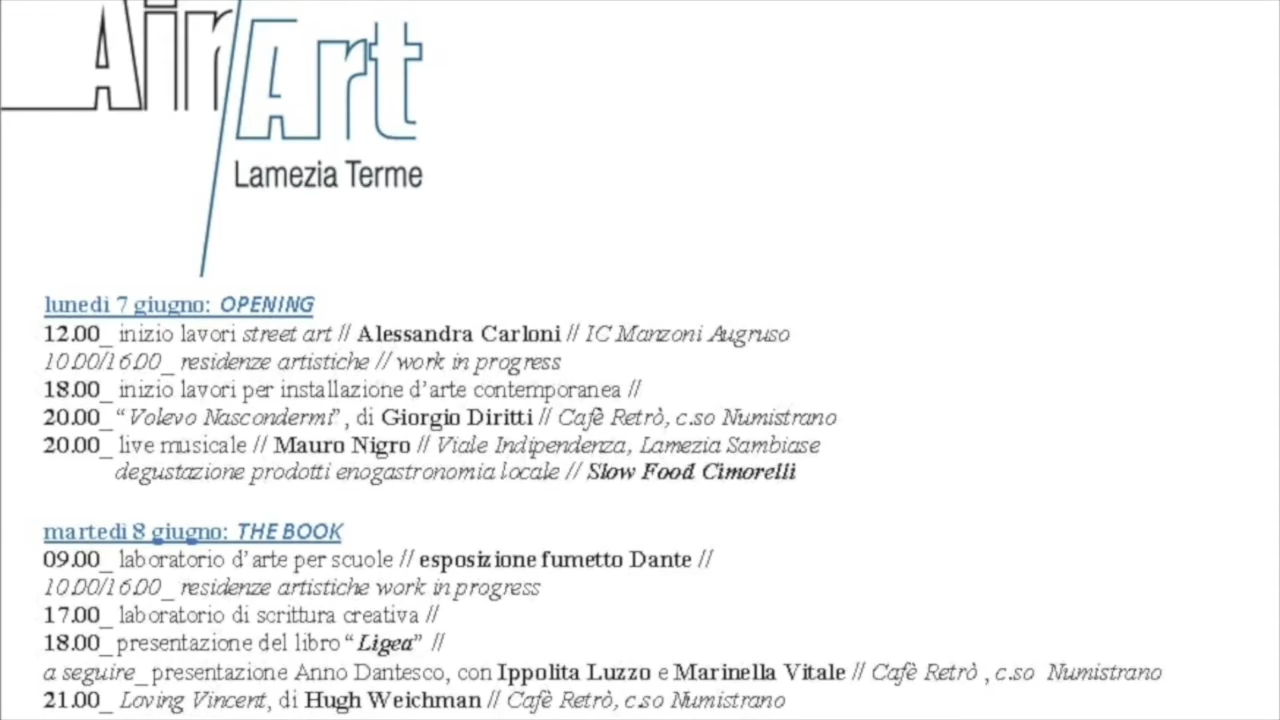 Air/Art
Lamezia Terme
lunedì 7 giugno: OPENING
12.00_ inizio lavori street art // Alessandra Carloni // IC Manzoni Augruso
10.00/16.00_ residenze artistiche // work in progress
18.00_ inizio lavori per installazione d’arte contemporanea //
20.00_ “Volevo Nascondermi”, di Giorgio Diritti // Cafè Retrò, c.so Numistrano
20.00_ live musicale // Mauro Nigro // Viale Indipendenza, Lamezia Sambiase
degustazione prodotti enogastronomia locale // Slow Food Cimorelli
martedì 8 giugno: THE BOOK
09.00_ laboratorio d’arte per scuole // esposizione fumetto Dante //
10.00/16.00_ residenze artistiche work in progress
17.00_ laboratorio di scrittura creativa //
18.00_ presentazione del libro “Ligea” //
a seguire_ presentazione Anno Dantesco, con Ippolita Luzzo e Marinella Vitale // Cafè Retrò , c.so Numistrano
21.00_ Loving Vincent, di Hugh Weichman // Cafè Retrò, c.so Numistrano